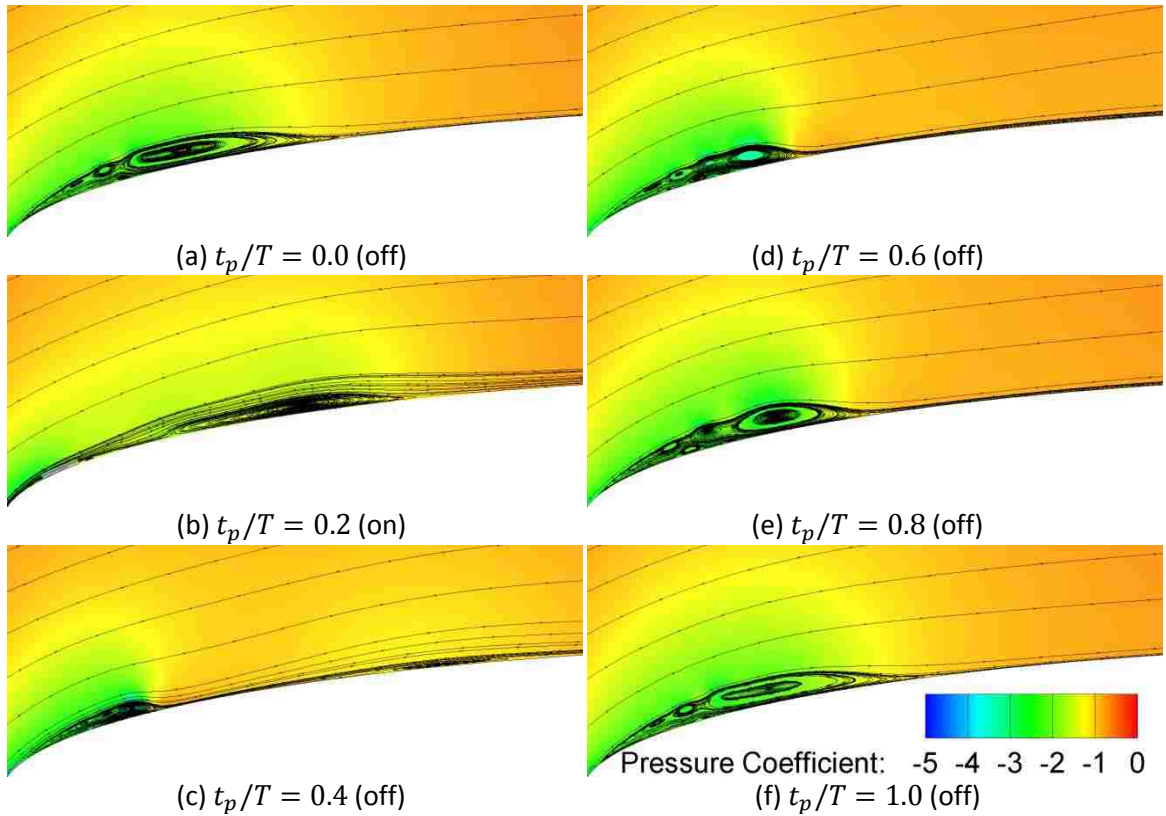 (a) t_p/T = 0.0 (off)
(d) t_p/T = 0.6 (off)
(b) t_p/T = 0.2 (on)
(e) t_p/T = 0.8 (off)
(c) t_p/T = 0.4 (off)
Pressure Coefficient: -5 -4 -3 -2 -1 0
(f) t_p/T = 1.0 (off)